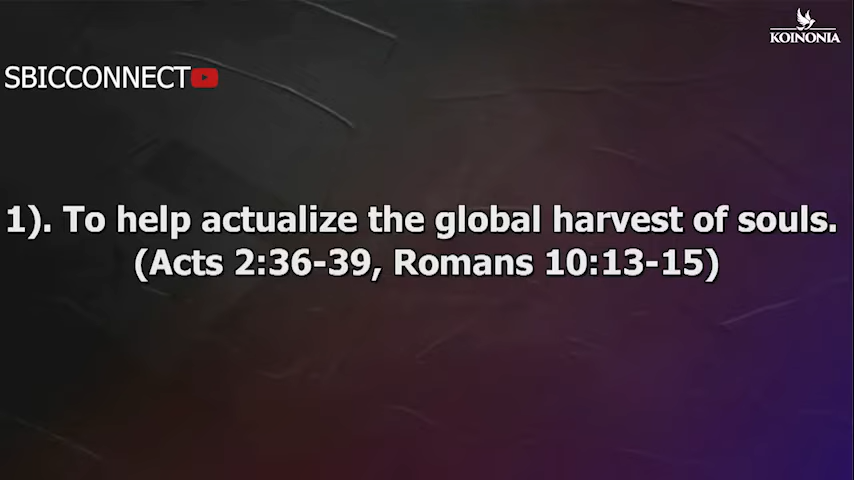 KOINONIA
SBICCONNECT
1). To help actualize the global harvest of souls.
(Acts 2:36-39, Romans 10:13-15)